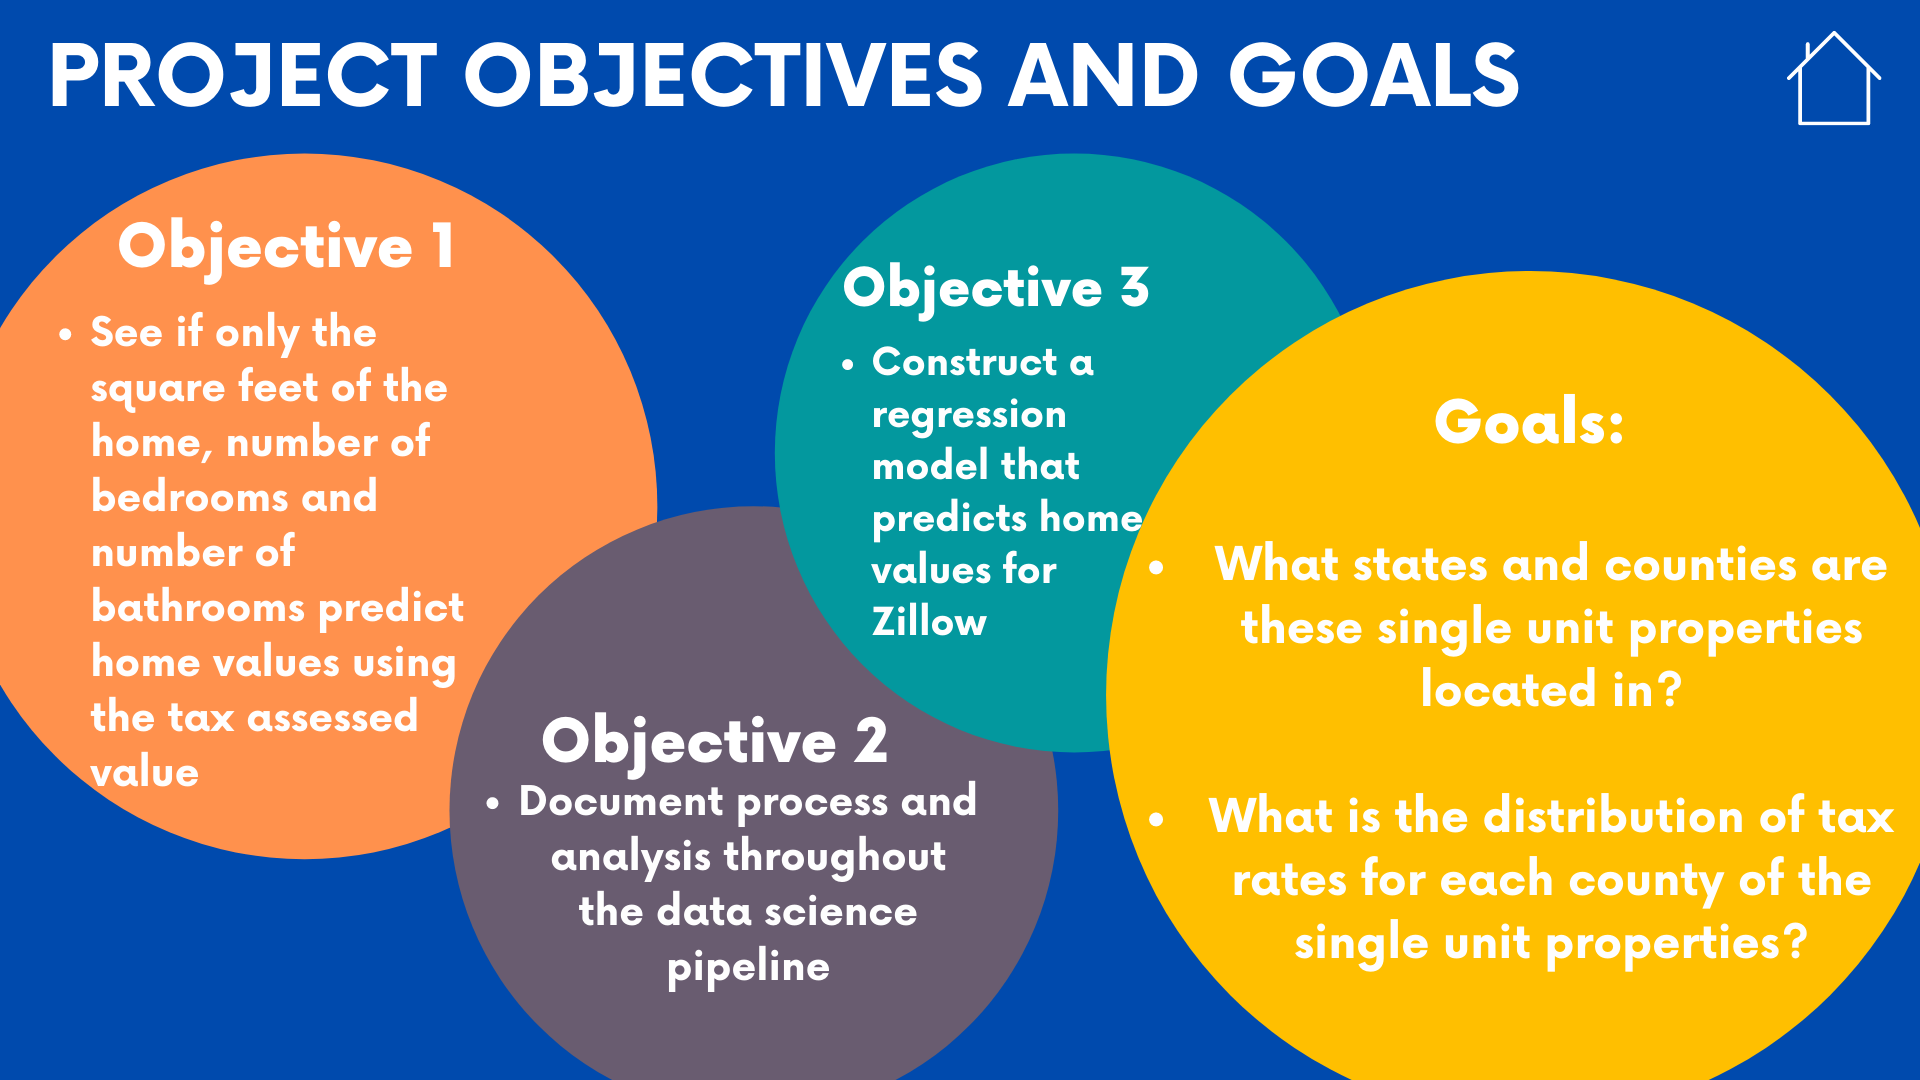 PROJECT OBJECTIVES AND GOALS
Objective 1
• See if only the
square feet of the
home, number of
bedrooms and
number of
bathrooms predict
home values using
the tax assessed
value
Objective 2
• Document process and
analysis throughout
the data science
pipeline
Objective 3
• Construct a
regression
model that
predicts home
values for
Zillow
Goals:
• What states and counties are
these single unit properties
located in?
• What is the distribution of tax
rates for each county of the
single unit properties?